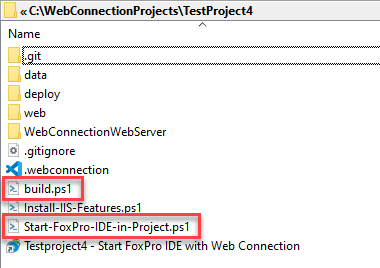 « C:\WebConnectionProjects\TestProject4
Name
.git
data
deploy
web
WebConnectionWebServer
.gitignore
.webconnection
build.ps1
Install-IIS-Features.ps1
Start-FoxPro-IDE-in-Project.ps1
Testproject4 - Start FoxPro IDE with Web Connection